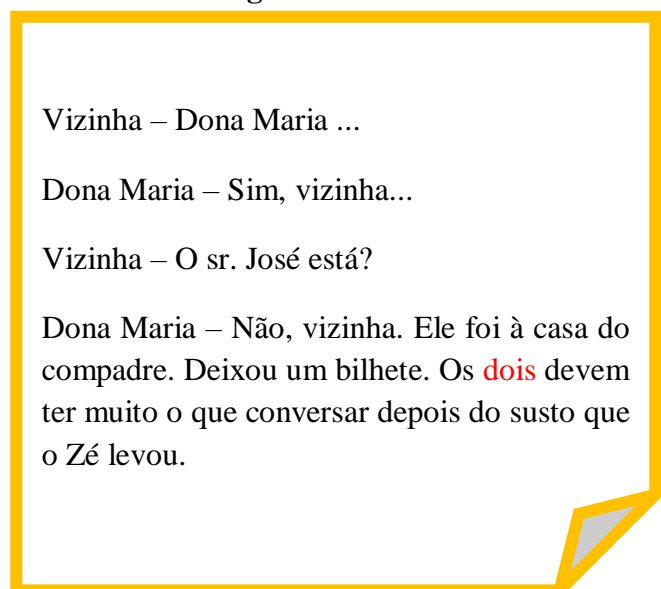 Vizinha – Dona Maria ...
Dona Maria – Sim, vizinha...
Vizinha – O sr. José está?
Dona Maria – Não, vizinha. Ele foi à casa do
compadre. Deixou um bilhete. Os dois devem
ter muito o que conversar depois do susto que
o Zé levou.